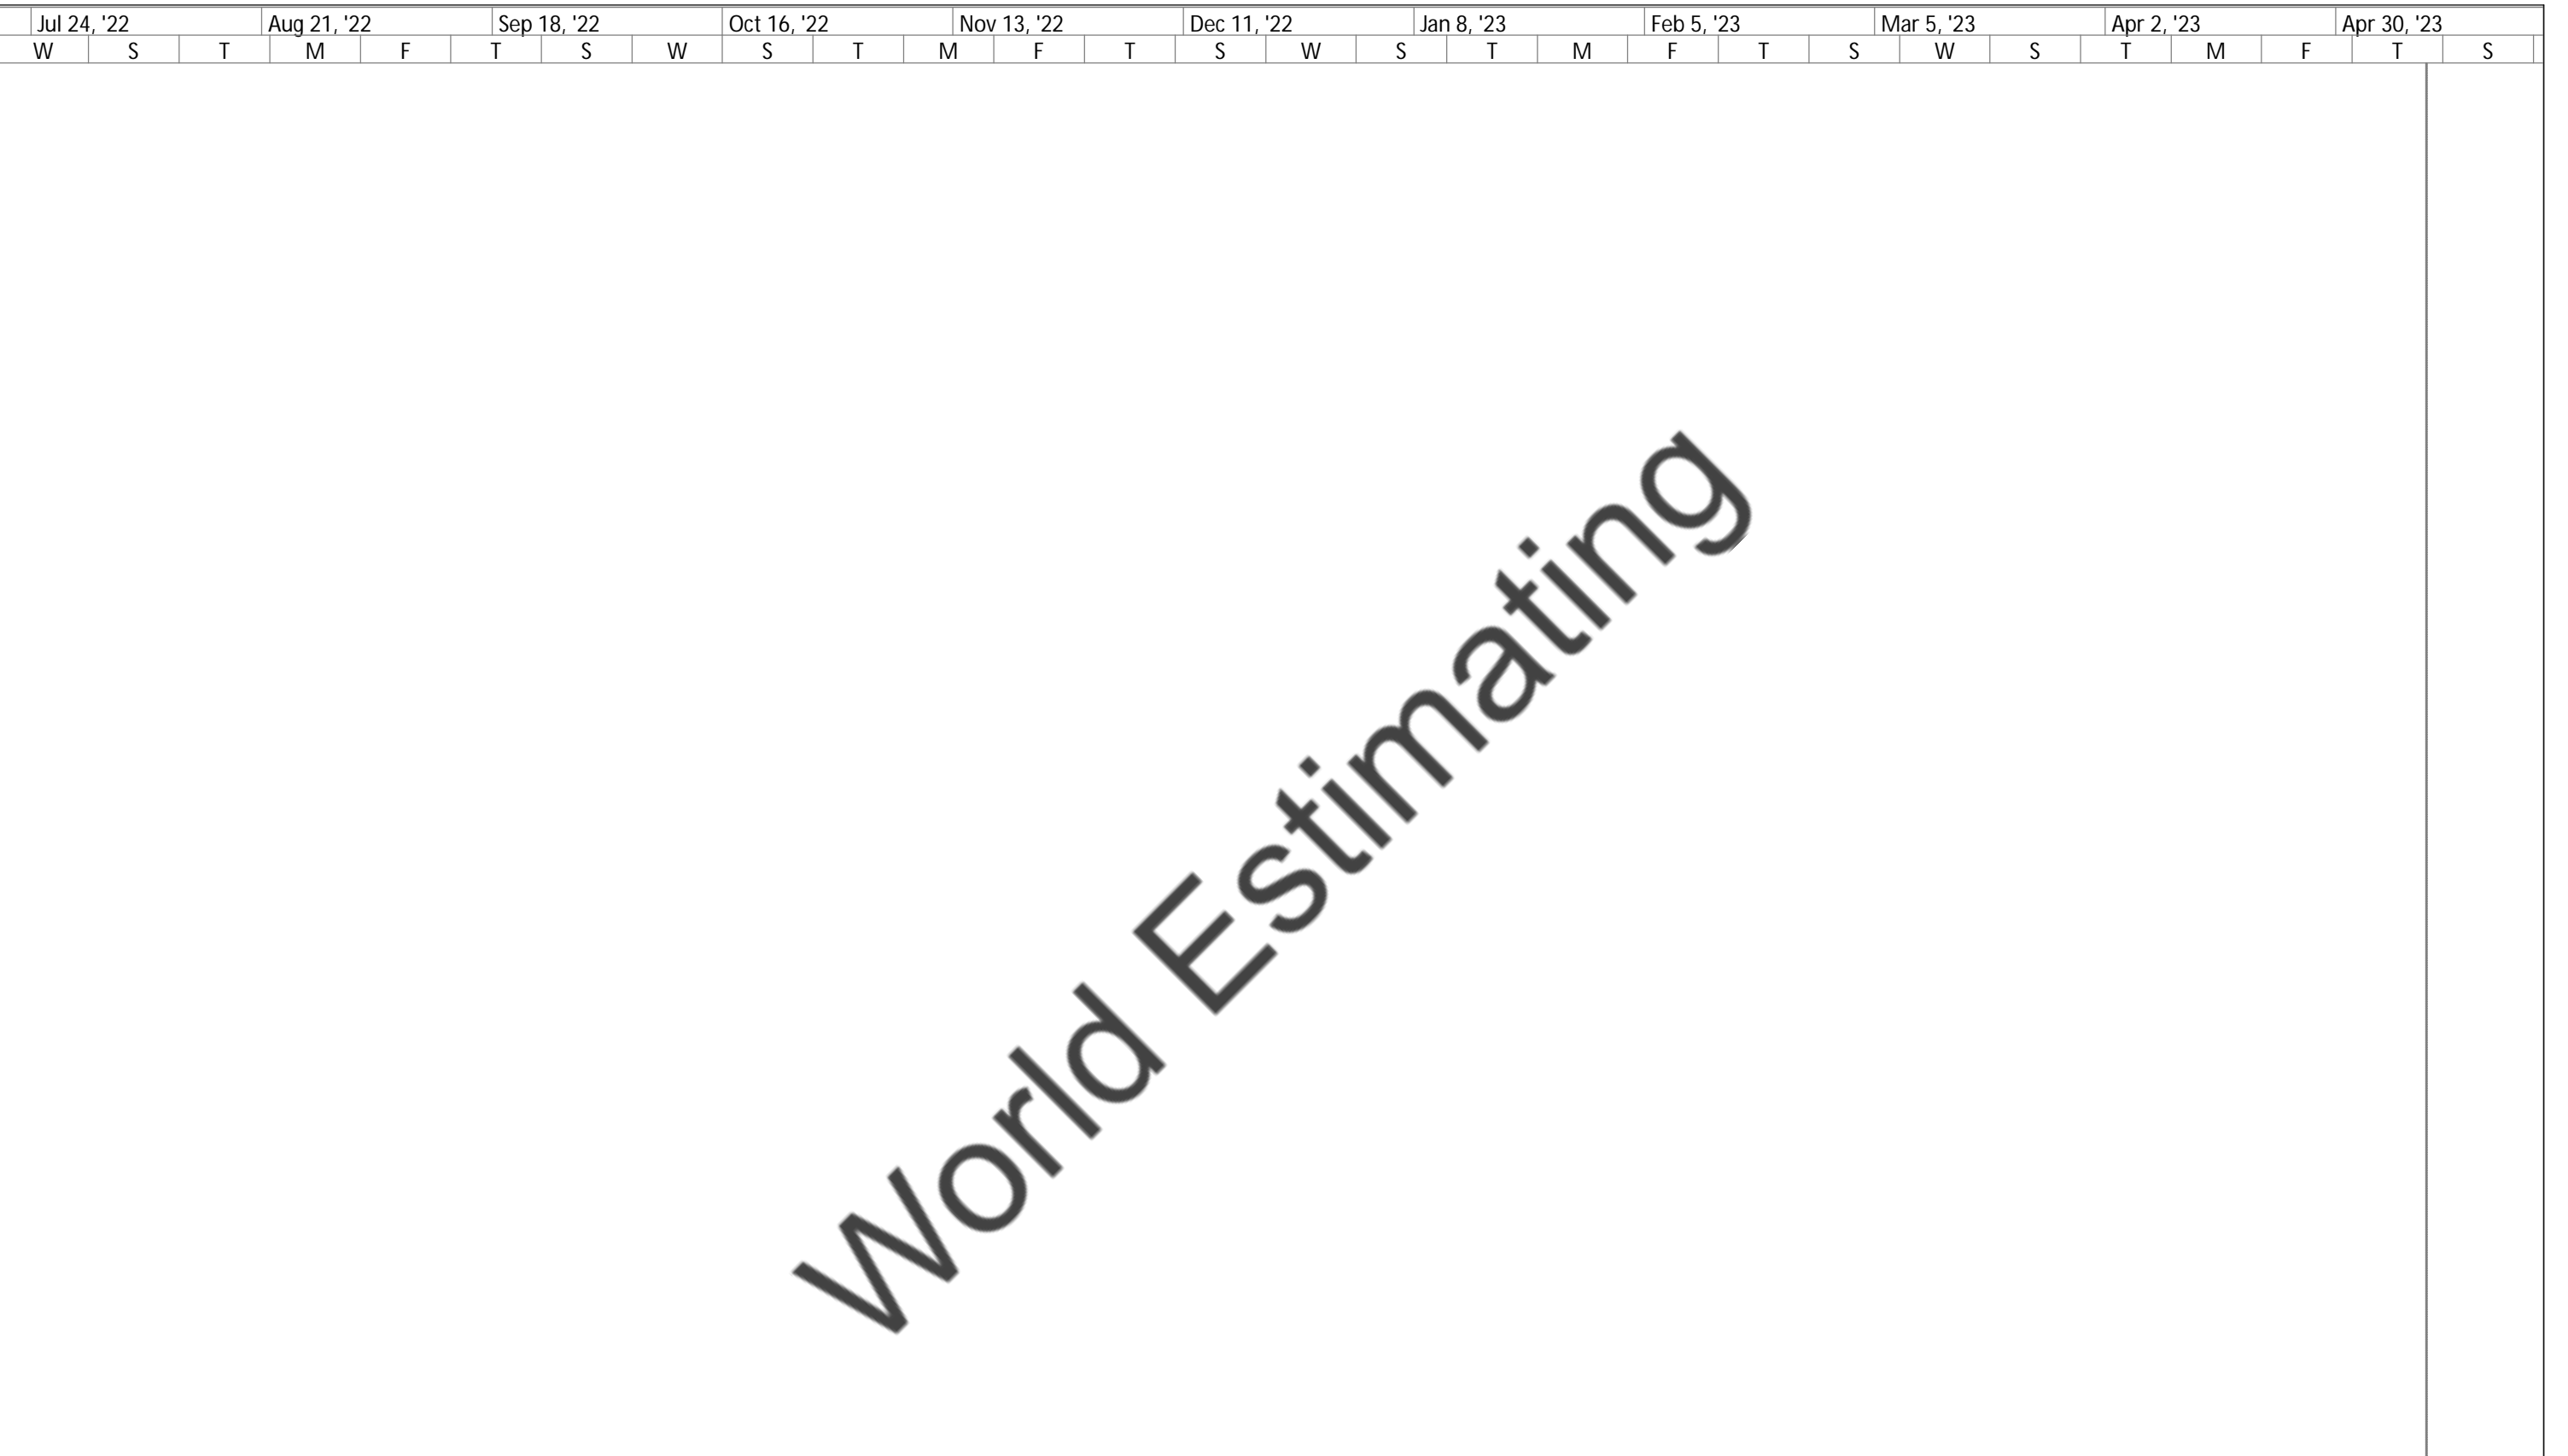 Jul 24, '22 Aug 21, '22 Sep 18, '22 Oct 16, '22 Nov 13, '22 Dec 11, '22 Jan 8, '23 Feb 5, '23 Mar 5, '23 Apr 2, '23 Apr 30, '23
W S T M F T S W S T M F T S W S T M F T S W S T M F T S
World Estimating